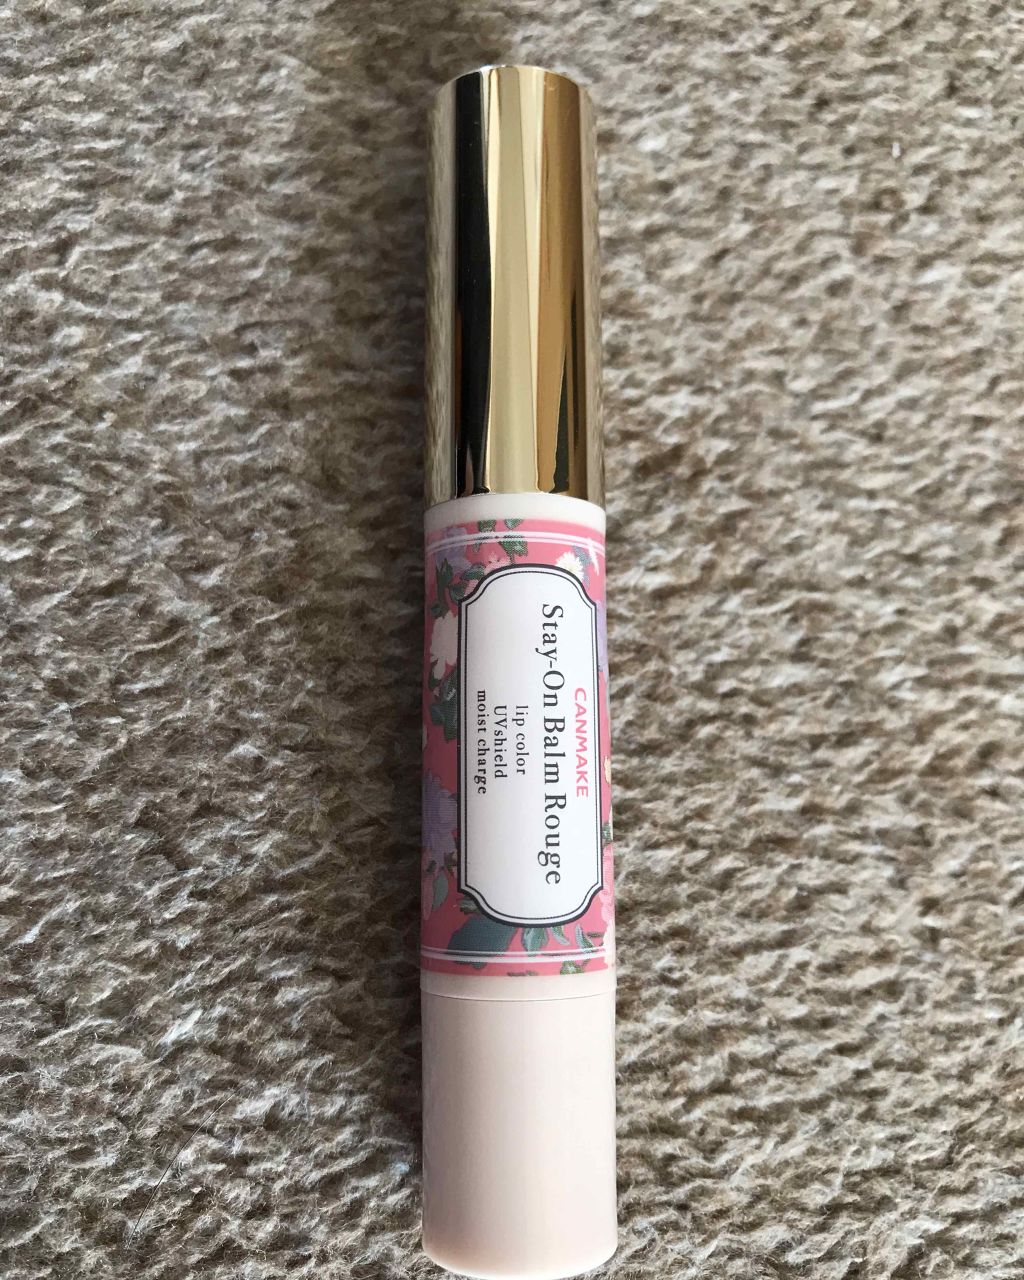 CANMAKE
Stay-On Balm Rouge
lip color
UVshield
moist charge